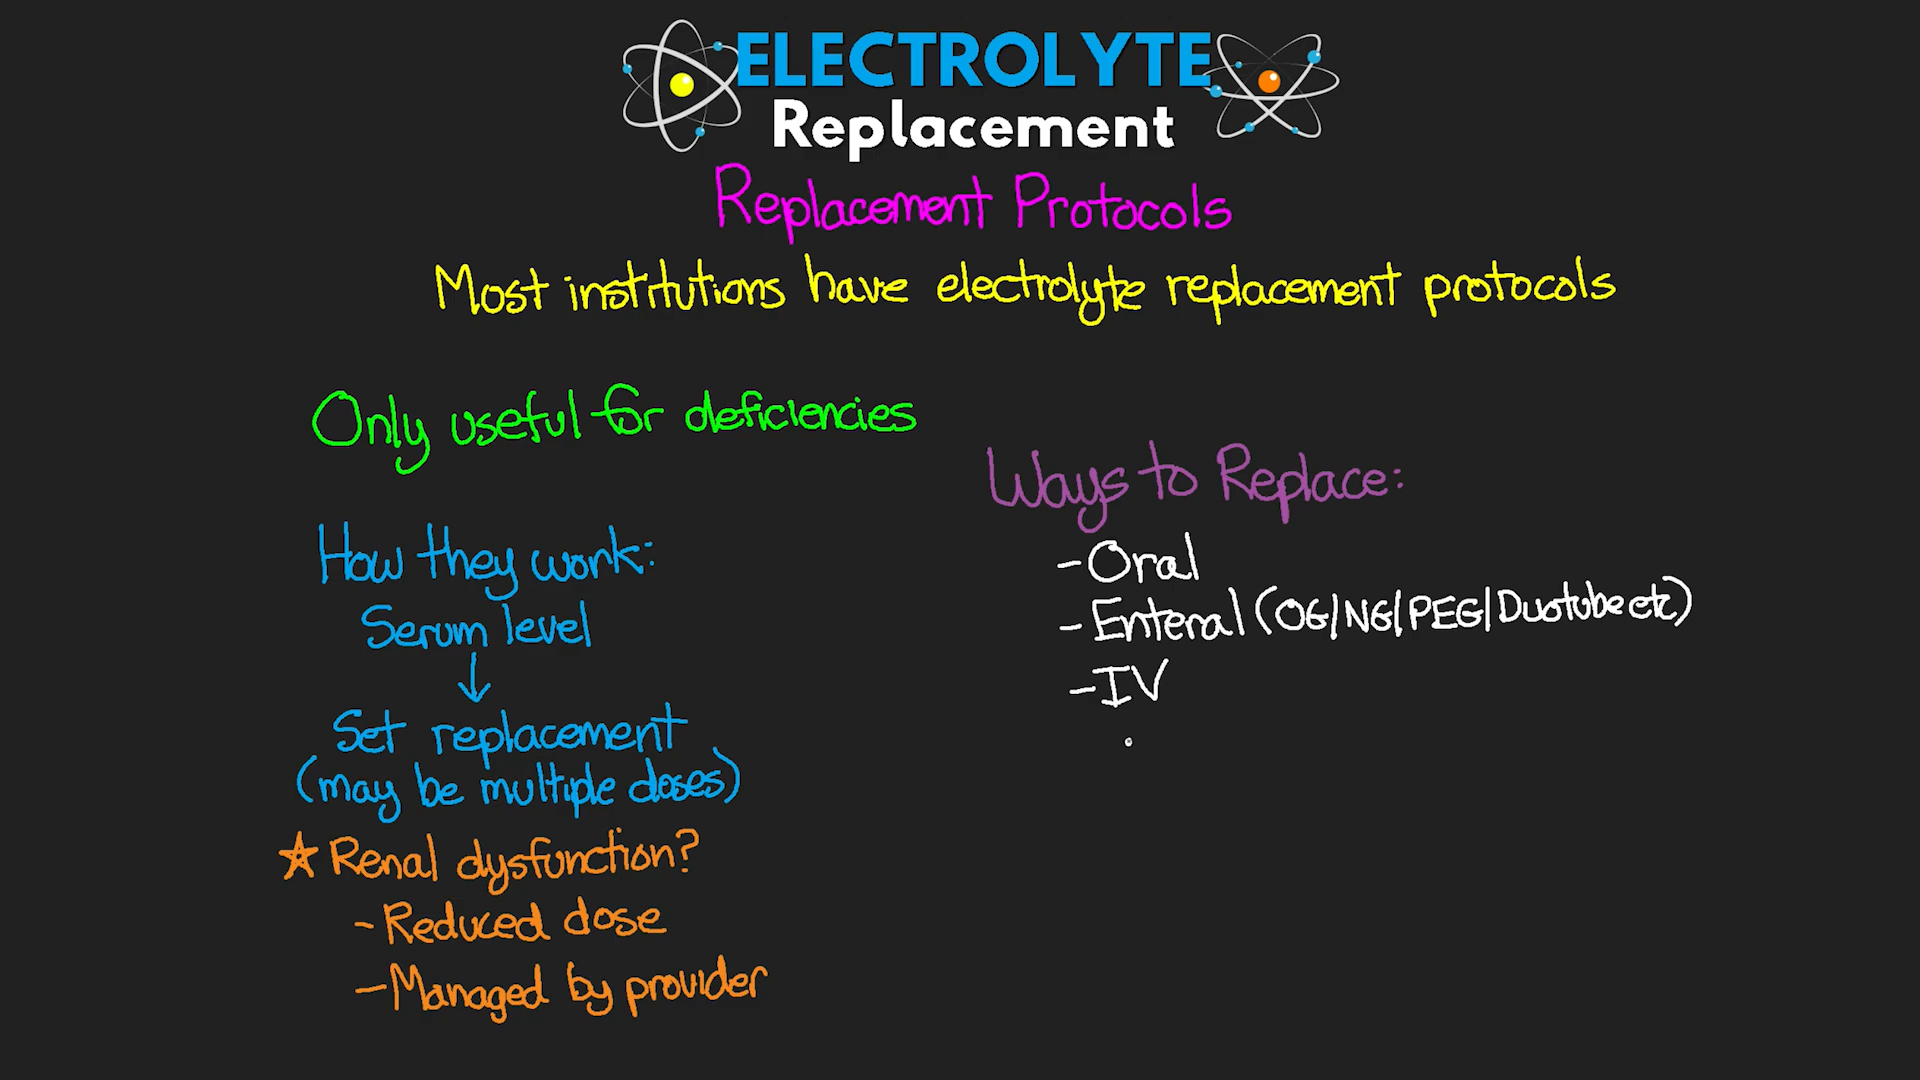 ELECTROLYTE
Replacement
Replacement Protocols
Most institutions have electrolyte replacement protocols
Only useful for deficiencies
How they work:
Serum level
Set replacement
(may be multiple doses)
Renal dysfunction?
- Reduced dose
- Managed by provider
Ways to Replace:
- Oral
- Enteral (OG/NG/PEG/Duotube etc)
- IV